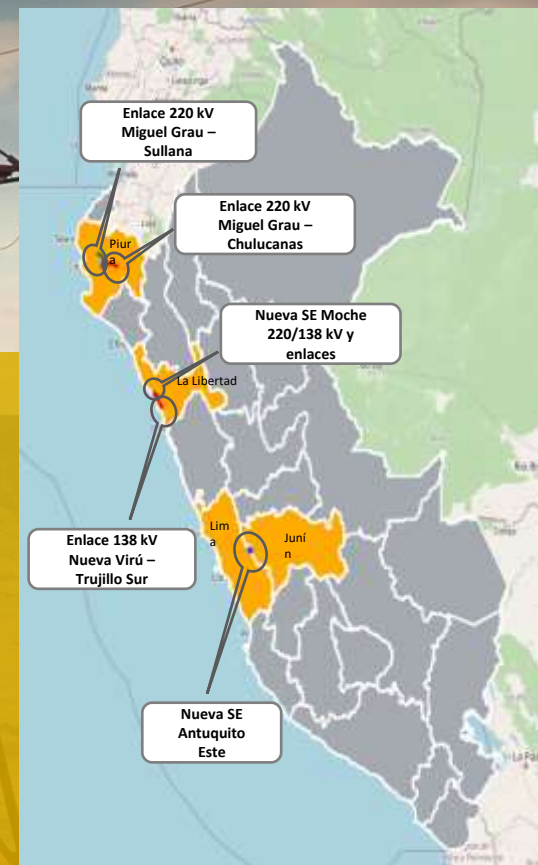 Quito
Enlace 220 kV
Miguel Grau –
Sullana
Enlace 220 kV
Miguel Grau –
Chulucanas
Piur
a
Nueva SE Moche
220/138 kV y
enlaces
La Libertad
Enlace 138 kV
Nueva Virú –
Trujillo Sur
Lim
a
Juní
n
Nueva SE
Antuquito
Este